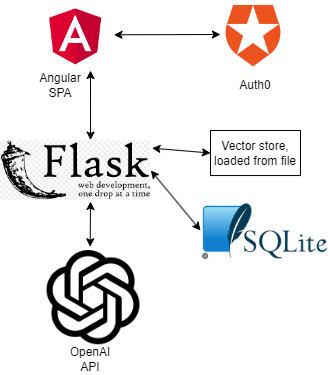 Angular
SPA
Auth0
Flask
web development,
one drop at a time
Vector store,
loaded from file
SQLite
OpenAI
API